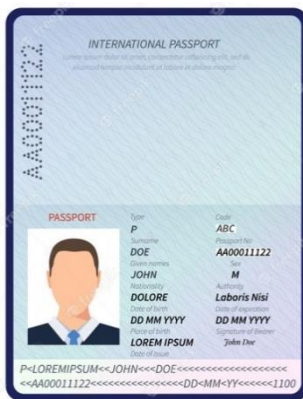 INTERNATIONAL PASSPORT
AA00011122
PASSPORT
Type Code
P ABC
Surname Passport No
DOE AA00011122
Given names Sex
JOHN M
Nationality Authority
DOLORE Laboris Nisi
Date of birth Date of expiration
DD MM YYYY DD MM YYYY
Place of birth Signature of Bearer
LOREM IPSUM John Doe
Date of issue
P<LOREMIPSUM<<JOHN<<<DOE<<<<<<<<<<<<<<<<<<<
<<AA00011122<<<<<<<<<<<<<<<DD<MM<YY<<<<<<1100